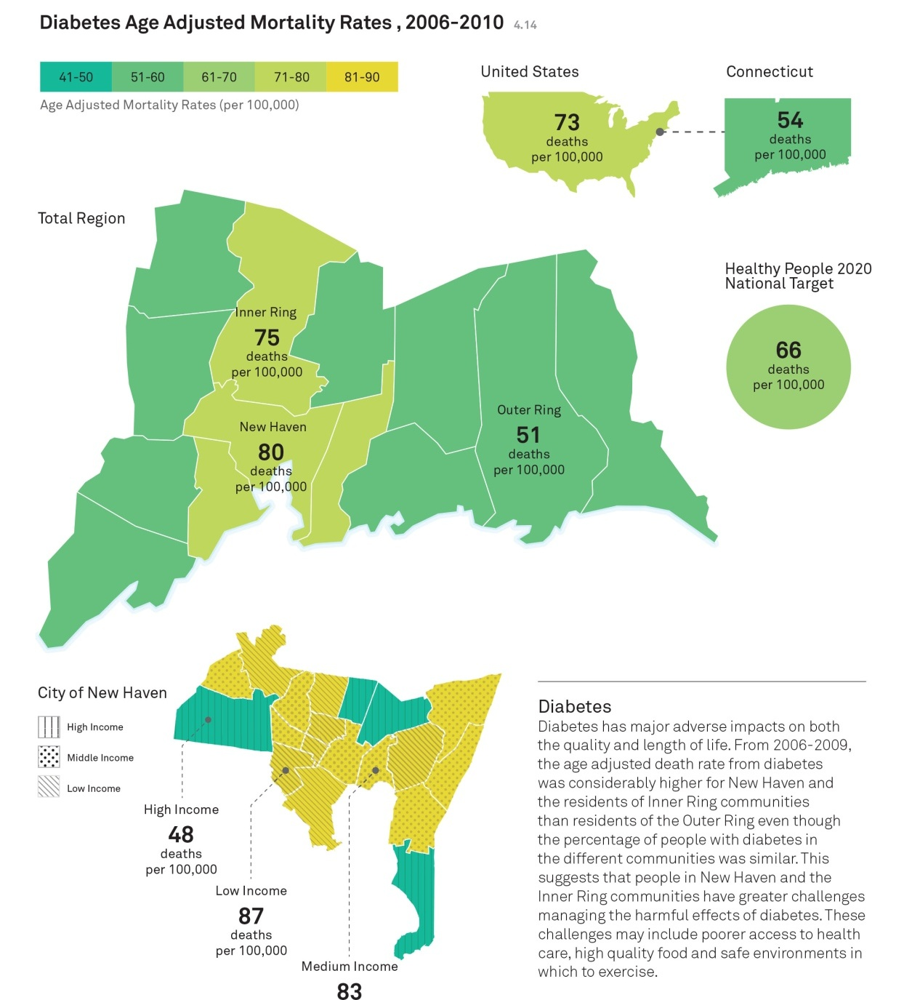 Diabetes Age Adjusted Mortality Rates , 2006-2010 4.14
41-50 51-60 61-70 71-80 81-90
Age Adjusted Mortality Rates (per 100,000)
United States
73
deaths
per 100,000
Connecticut
54
deaths
per 100,000
Total Region
Healthy People 2020
National Target
66
deaths
per 100,000
Inner Ring
75
deaths
per 100,000
New Haven
80
deaths
per 100,000
Outer Ring
51
deaths
per 100,000
City of New Haven
High Income
Middle Income
Low Income
High Income
48
deaths
per 100,000
Low Income
87
deaths
per 100,000
Medium Income
83
Diabetes
Diabetes has major adverse impacts on both
the quality and length of life. From 2006-2009,
the age adjusted death rate from diabetes
was considerably higher for New Haven and
the residents of Inner Ring communities
than residents of the Outer Ring even though
the percentage of people with diabetes in
the different communities was similar. This
suggests that people in New Haven and the
Inner Ring communities have greater challenges
managing the harmful effects of diabetes. These
challenges may include poorer access to health
care, high quality food and safe environments in
which to exercise.